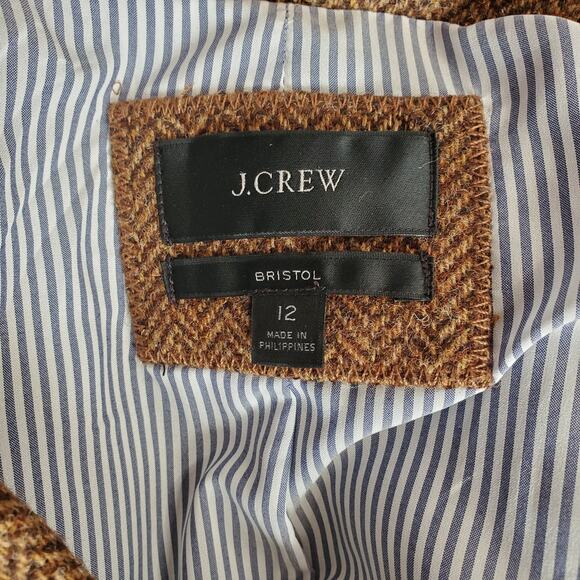 J.CREW
BRISTOL
12
MADE IN
PHILIPPINES